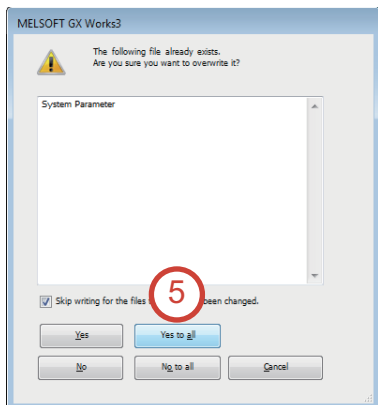 MELSOFT GX Works3
The following file already exists.
Are you sure you want to overwrite it?
System Parameter
Skip writing for the files been changed.
5
Yes
Yes to all
No
No to all
Cancel